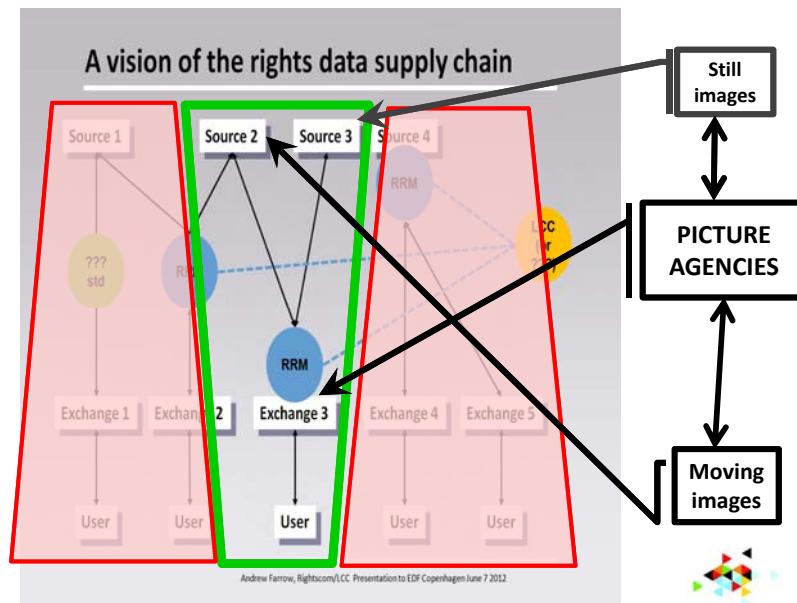 A vision of the rights data supply chain
Still
images
Source 1
Source 2
Source 3
Source 4
RRM
LCC
(or
???)
PICTURE
AGENCIES
???
std
RRM
RRM
Exchange 1
Exchange 2
Exchange 3
Exchange 4
Exchange 5
Moving
images
User
User
User
User
User
Andrew Farrow, Rightscom/LCC Presentation to EDF Copenhagen June 7 2012